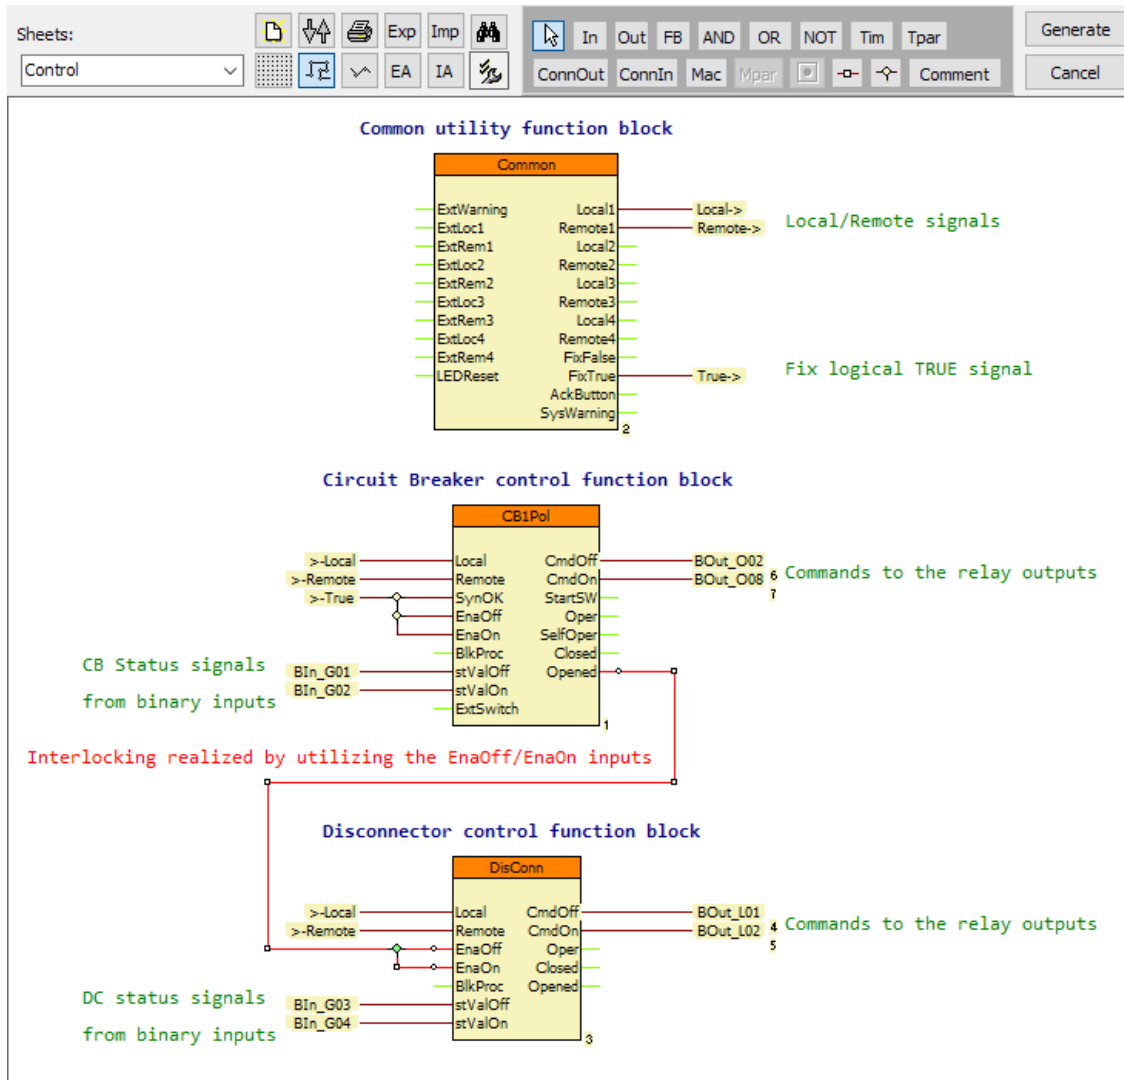 Sheets:
Control
Exp Imp
EA IA
In Out FB AND OR NOT Tim Tpar
ConnOut ConnIn Mac Mpar Comment
Generate
Cancel
Common utility function block
Common
ExtWarning Local1 Local->
ExtLoc1 Remote1 Remote->
Local/Remote signals
ExtRem1 Local2
ExtLoc2 Remote2
ExtRem2 Local3
ExtLoc3 Remote3
ExtRem3 Local4
ExtLoc4 Remote4
ExtRem4 FixFalse
LEDReset FixTrue True->
Fix logical TRUE signal
AckButton
SysWarning
2
Circuit Breaker control function block
CB1Pol
>-Local Local CmdOff BOut_O02
>-Remote Remote CmdOn BOut_O08
6
7
Commands to the relay outputs
>-True SynOK StartSW
EnaOff Oper
EnaOn SelfOper
BlkProc Closed
CB Status signals
from binary inputs
BIn_G01 stValOff Opened
BIn_G02 stValOn
ExtSwitch
1
Interlocking realized by utilizing the EnaOff/EnaOn inputs
Disconnector control function block
DisConn
>-Local Local CmdOff BOut_L01
>-Remote Remote CmdOn BOut_L02
4
5
Commands to the relay outputs
EnaOff Oper
EnaOn Closed
BlkProc Opened
DC status signals
from binary inputs
BIn_G03 stValOff
BIn_G04 stValOn
3